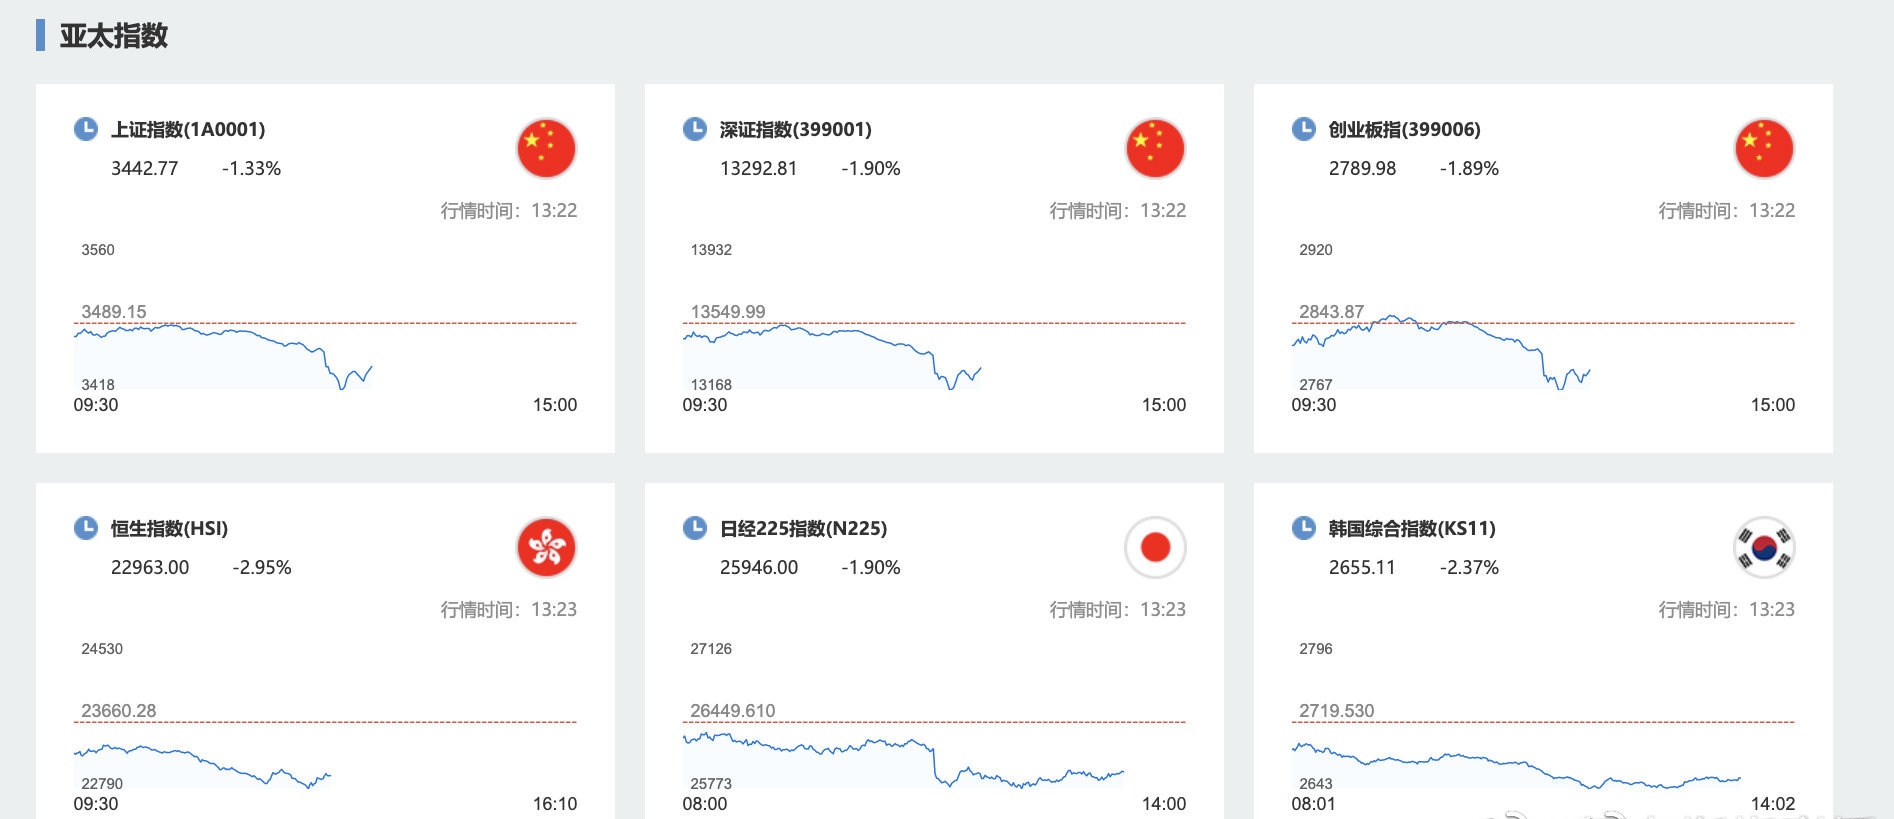 亚太指数
上证指数(1A0001)
3442.77 -1.33%
行情时间：13:22
3560
3489.15
3418
09:30 15:00
深证指数(399001)
13292.81 -1.90%
行情时间：13:22
13932
13549.99
13168
09:30 15:00
创业板指(399006)
2789.98 -1.89%
行情时间：13:22
2920
2843.87
2767
09:30 15:00
恒生指数(HSI)
22963.00 -2.95%
行情时间：13:23
24530
23660.28
22790
09:30 16:10
日经225指数(N225)
25946.00 -1.90%
行情时间：13:23
27126
26449.610
25773
08:00 14:00
韩国综合指数(KS11)
2655.11 -2.37%
行情时间：13:23
2796
2719.530
2643
08:01 14:02